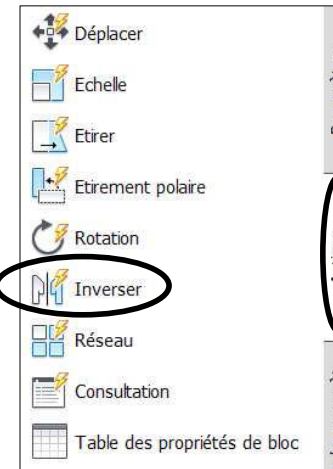 Déplacer
Echelle
Etirer
Etirement polaire
Rotation
Inverser
Réseau
Consultation
Table des propriétés de bloc